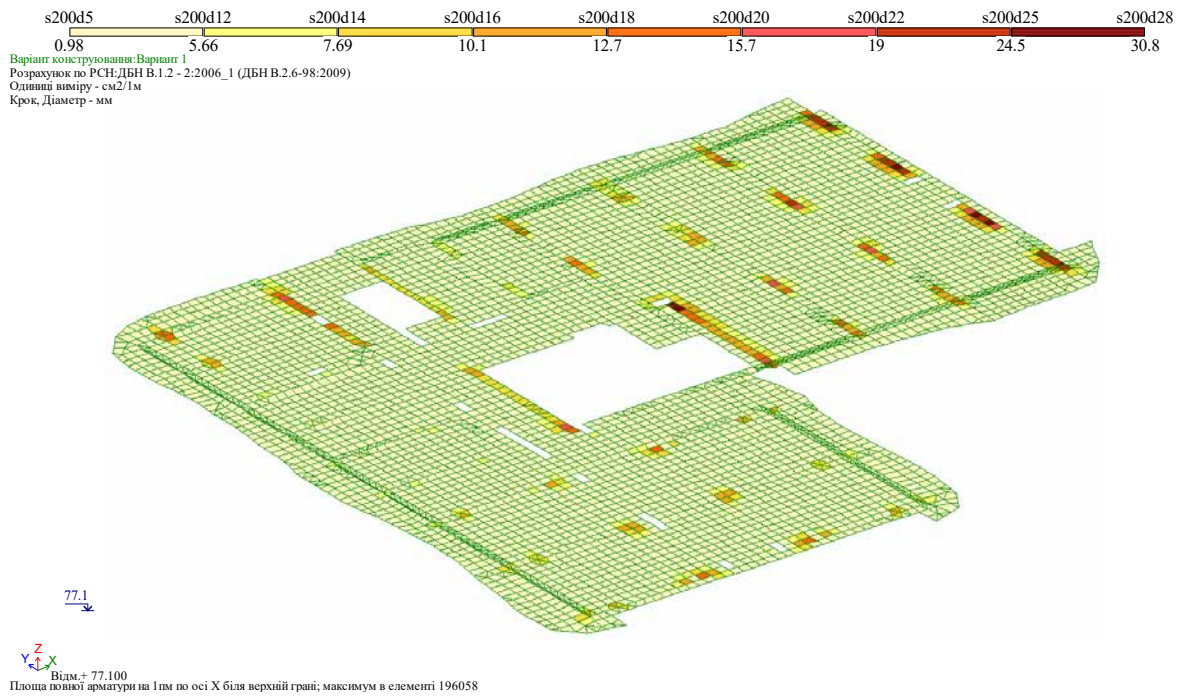 s200d5 s200d12 s200d14 s200d16 s200d18 s200d20 s200d22 s200d25 s200d28
0.98 5.66 7.69 10.1 12.7 15.7 19 24.5 30.8
Варіант конструювання:Варіант 1
Розрахунок по РСН:ДБН В.1.2 - 2:2006_1 (ДБН В.2.6-98:2009)
Одиниці виміру - см2/1м
Крок, Діаметр - мм
77.1
Z
Y X
Відм.+ 77.100
Площа повної арматури на 1пм по осі X біля верхній грані; максимум в елементі 196058